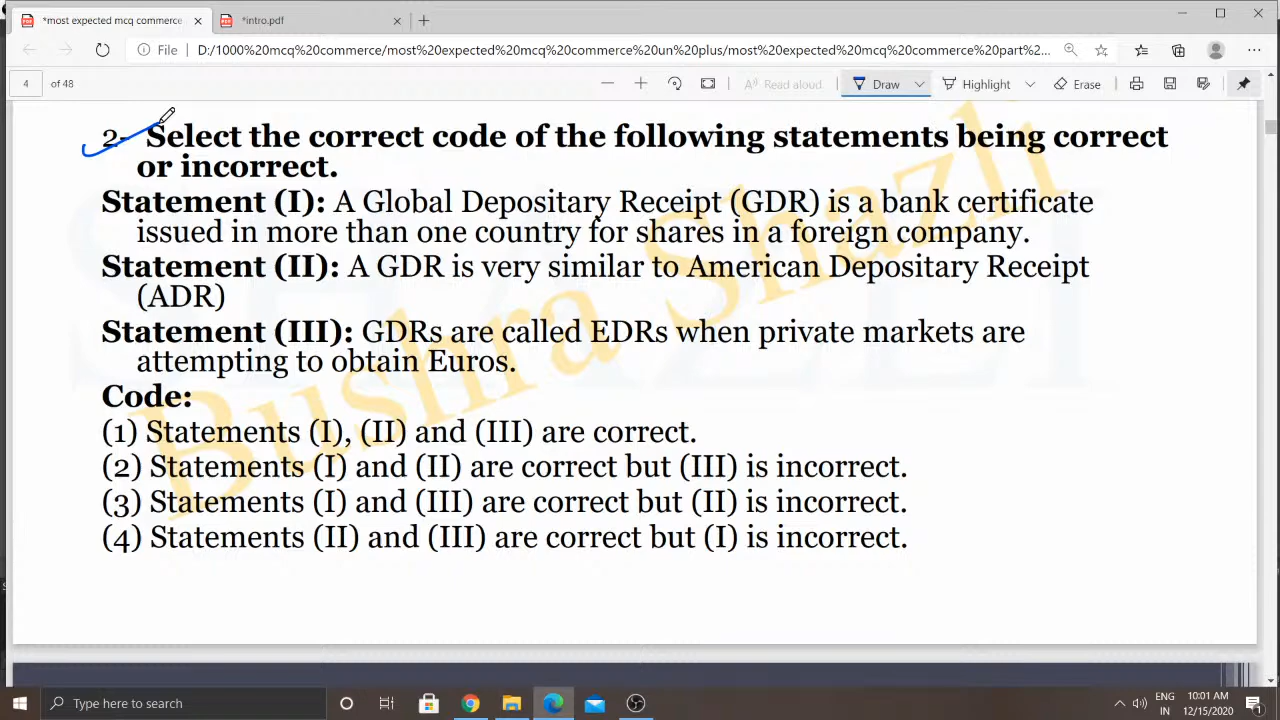 *most expected mcq commerce
*intro.pdf
File D:/1000%20mcq%20commerce/most%20expected%20mcq%20commerce%20un%20plus/most%20expected%20mcq%20commerce%20part%2...
4 of 48 Read aloud Draw Highlight Erase
2- Select the correct code of the following statements being correct
or incorrect.
Statement (I): A Global Depositary Receipt (GDR) is a bank certificate
issued in more than one country for shares in a foreign company.
Statement (II): A GDR is very similar to American Depositary Receipt
(ADR)
Statement (III): GDRs are called EDRs when private markets are
attempting to obtain Euros.
Code:
(1) Statements (I), (II) and (III) are correct.
(2) Statements (I) and (II) are correct but (III) is incorrect.
(3) Statements (I) and (III) are correct but (II) is incorrect.
(4) Statements (II) and (III) are correct but (I) is incorrect.
Bushra Shazli
SHAZLI
Type here to search
ENG
IN
10:01 AM
12/15/2020
1